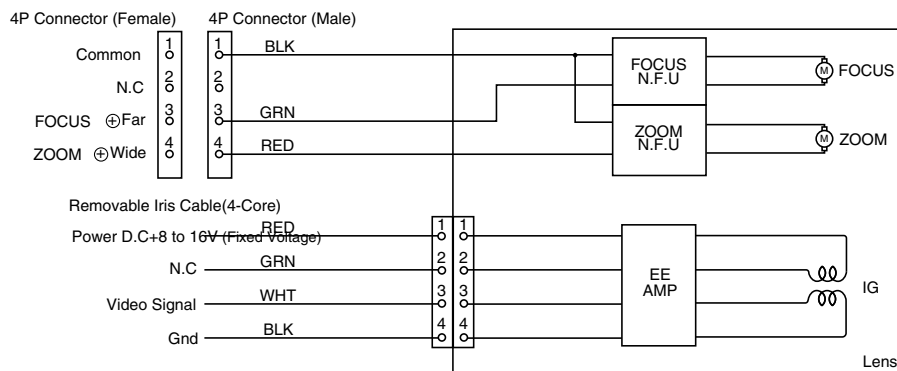 4P Connector (Female) 4P Connector (Male)
Common 1 1 BLK
N.C 2 2
FOCUS ⊕Far 3 3 GRN
ZOOM ⊕Wide 4 4 RED
FOCUS
N.F.U
M FOCUS
ZOOM
N.F.U
M ZOOM
Removable Iris Cable(4-Core)
Power D.C+8 to 16V (Fixed Voltage) RED 1 1
N.C GRN 2 2
Video Signal WHT 3 3
Gnd BLK 4 4
EE
AMP
IG
Lens